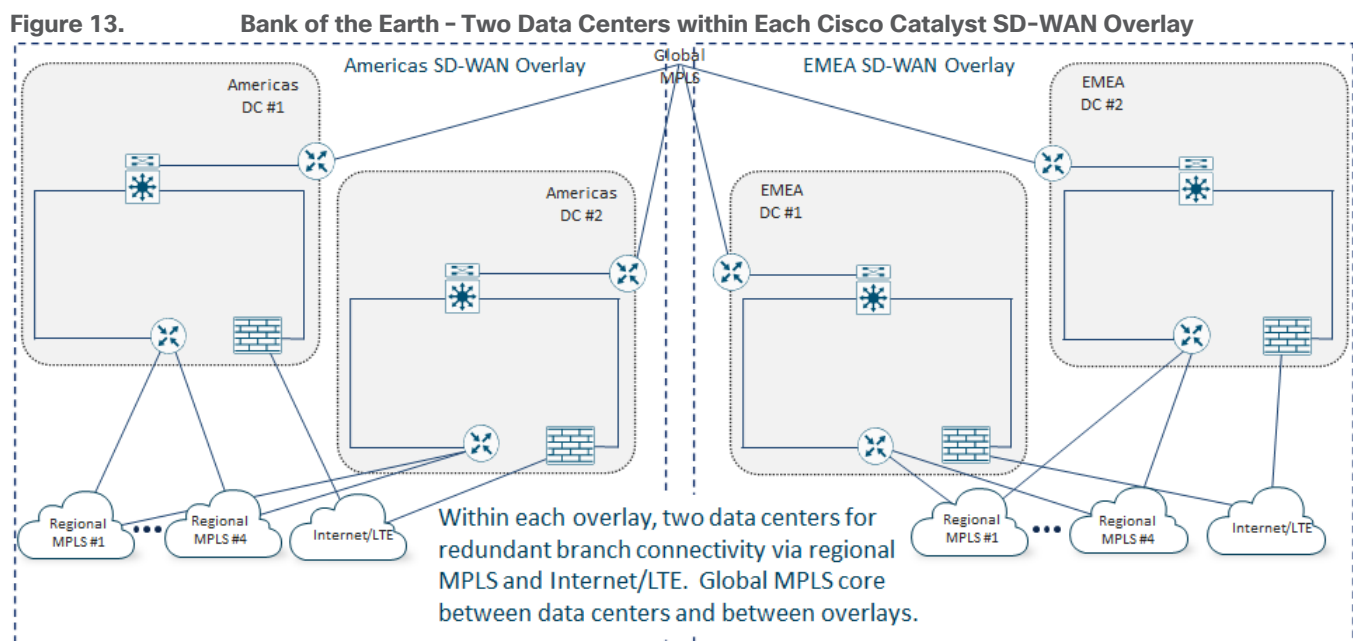 Figure 13. Bank of the Earth – Two Data Centers within Each Cisco Catalyst SD-WAN Overlay
Americas SD-WAN Overlay
Global
MPLS
EMEA SD-WAN Overlay
Americas
DC #1
EMEA
DC #2
Americas
DC #2
EMEA
DC #1
Regional
MPLS #1
Regional
MPLS #4
Internet/LTE
Within each overlay, two data centers for
redundant branch connectivity via regional
MPLS and Internet/LTE. Global MPLS core
between data centers and between overlays.
Regional
MPLS #1
Regional
MPLS #4
Internet/LTE